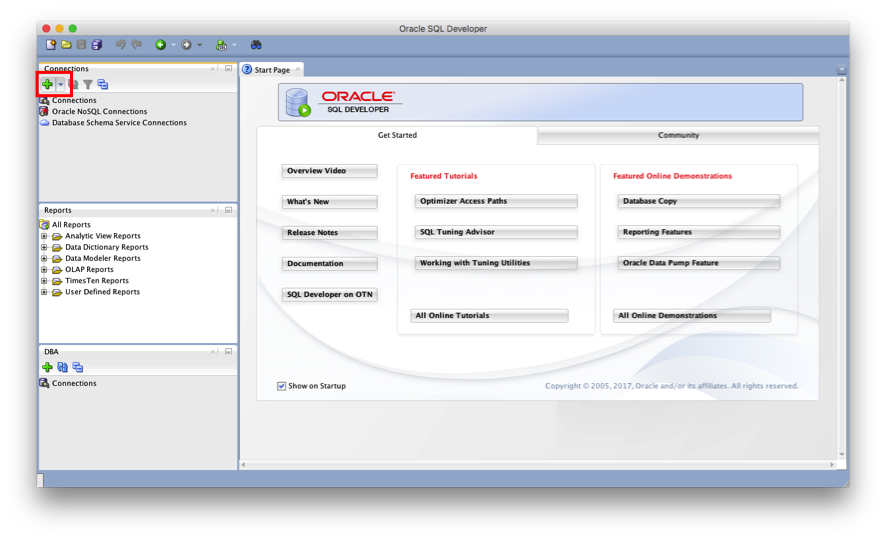 Oracle SQL Developer
Connections
Connections
Oracle NoSQL Connections
Database Schema Service Connections
Reports
All Reports
Analytic View Reports
Data Dictionary Reports
Data Modeler Reports
OLAP Reports
TimesTen Reports
User Defined Reports
DBA
Connections
Start Page
ORACLE
SQL DEVELOPER
Get Started
Community
Overview Video
What's New
Release Notes
Documentation
SQL Developer on OTN
Featured Tutorials
Optimizer Access Paths
SQL Tuning Advisor
Working with Tuning Utilities
All Online Tutorials
Featured Online Demonstrations
Database Copy
Reporting Features
Oracle Data Pump Feature
All Online Demonstrations
Show on Startup
Copyright © 2005, 2017, Oracle and/or its affiliates. All rights reserved.